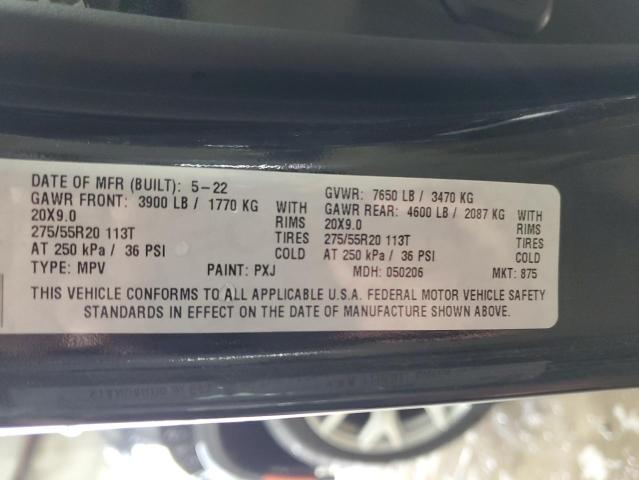 DATE OF MFR (BUILT): 5-22
GAWR FRONT: 3900 LB / 1770 KG WITH
20X9.0 RIMS
275/55R20 113T TIRES
AT 250 kPa / 36 PSI COLD
TYPE: MPV PAINT: PXJ
GVWR: 7650 LB / 3470 KG
GAWR REAR: 4600 LB / 2087 KG WITH
20X9.0 RIMS
275/55R20 113T TIRES
AT 250 kPa / 36 PSI COLD
MDH: 050206 MKT: 875
THIS VEHICLE CONFORMS TO ALL APPLICABLE U.S.A. FEDERAL MOTOR VEHICLE SAFETY
STANDARDS IN EFFECT ON THE DATE OF MANUFACTURE SHOWN ABOVE.